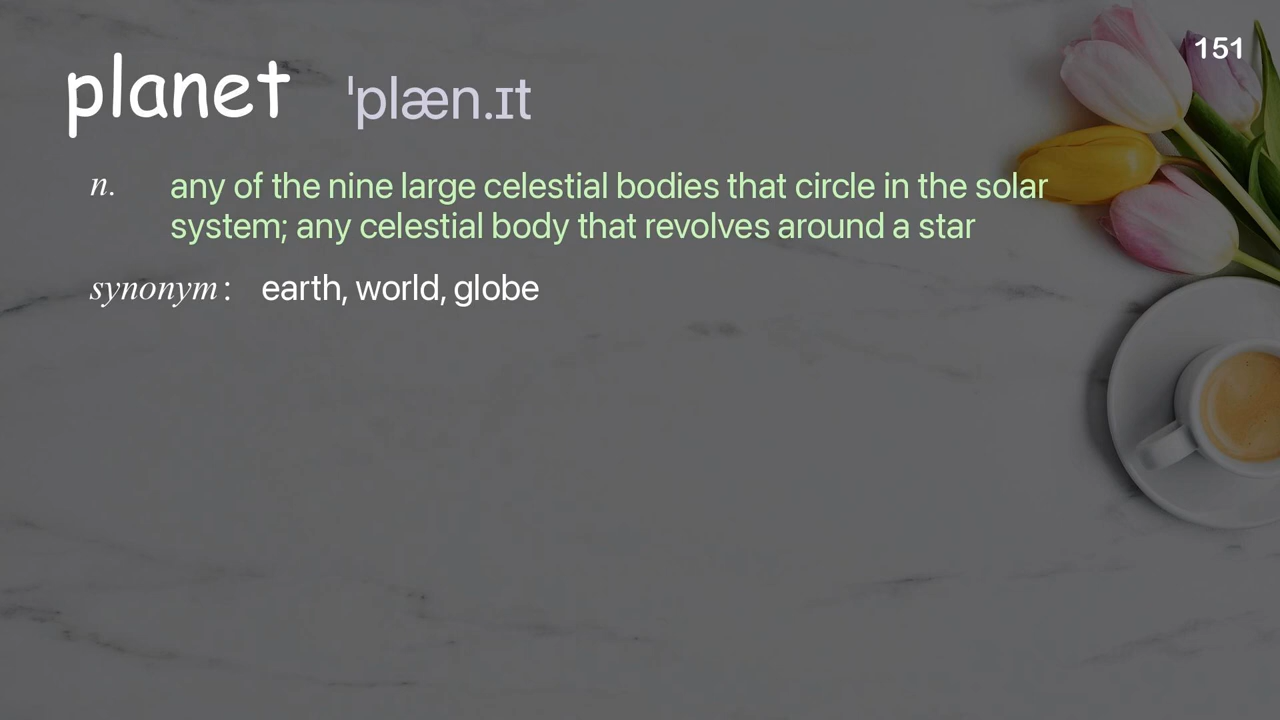 151
planet ˈplæn.ɪt
n. any of the nine large celestial bodies that circle in the solar
system; any celestial body that revolves around a star
synonym: earth, world, globe